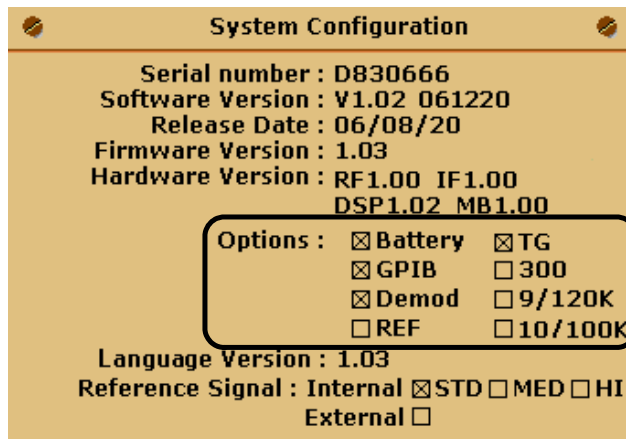 System Configuration
Serial number : D830666
Software Version : V1.02 061220
Release Date : 06/08/20
Firmware Version : 1.03
Hardware Version : RF1.00 IF1.00
DSP1.02 MB1.00
Options : ☒ Battery ☒ TG
☒ GPIB ☐ 300
☒ Demod ☐ 9/120K
☐ REF ☐ 10/100K
Language Version : 1.03
Reference Signal : Internal ☒ STD ☐ MED ☐ HI
External ☐